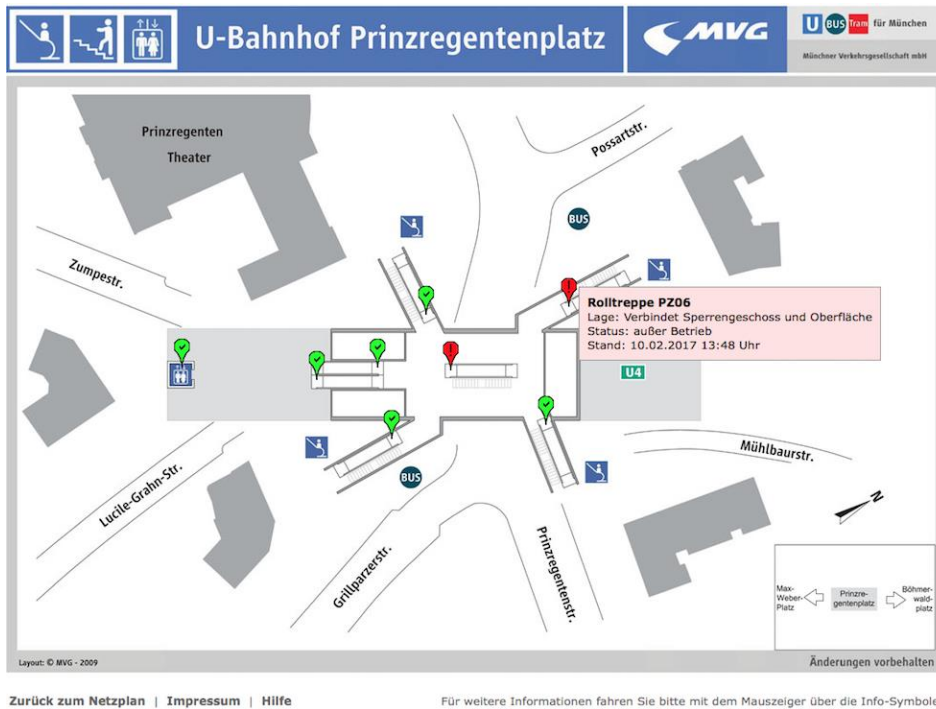 U-Bahnhof Prinzregentenplatz
MVG
U BUS Tram für München
Münchner Verkehrsgesellschaft mbH
Prinzregenten
Theater
Possartstr.
BUS
Zumpestr.
Rolltreppe PZ06
Lage: Verbindet Sperrengeschoss und Oberfläche
Status: außer Betrieb
Stand: 10.02.2017 13:48 Uhr
U4
Mühlbaurstr.
BUS
Lucile-Grahn-Str.
Grillparzerstr.
Prinzregentenstr.
N
Max-
Weber-
Platz
Prinzre-
gentenplatz
Böhmer-
wald-
platz
Layout: © MVG - 2009
Änderungen vorbehalten
Zurück zum Netzplan | Impressum | Hilfe
Für weitere Informationen fahren Sie bitte mit dem Mauszeiger über die Info-Symbole